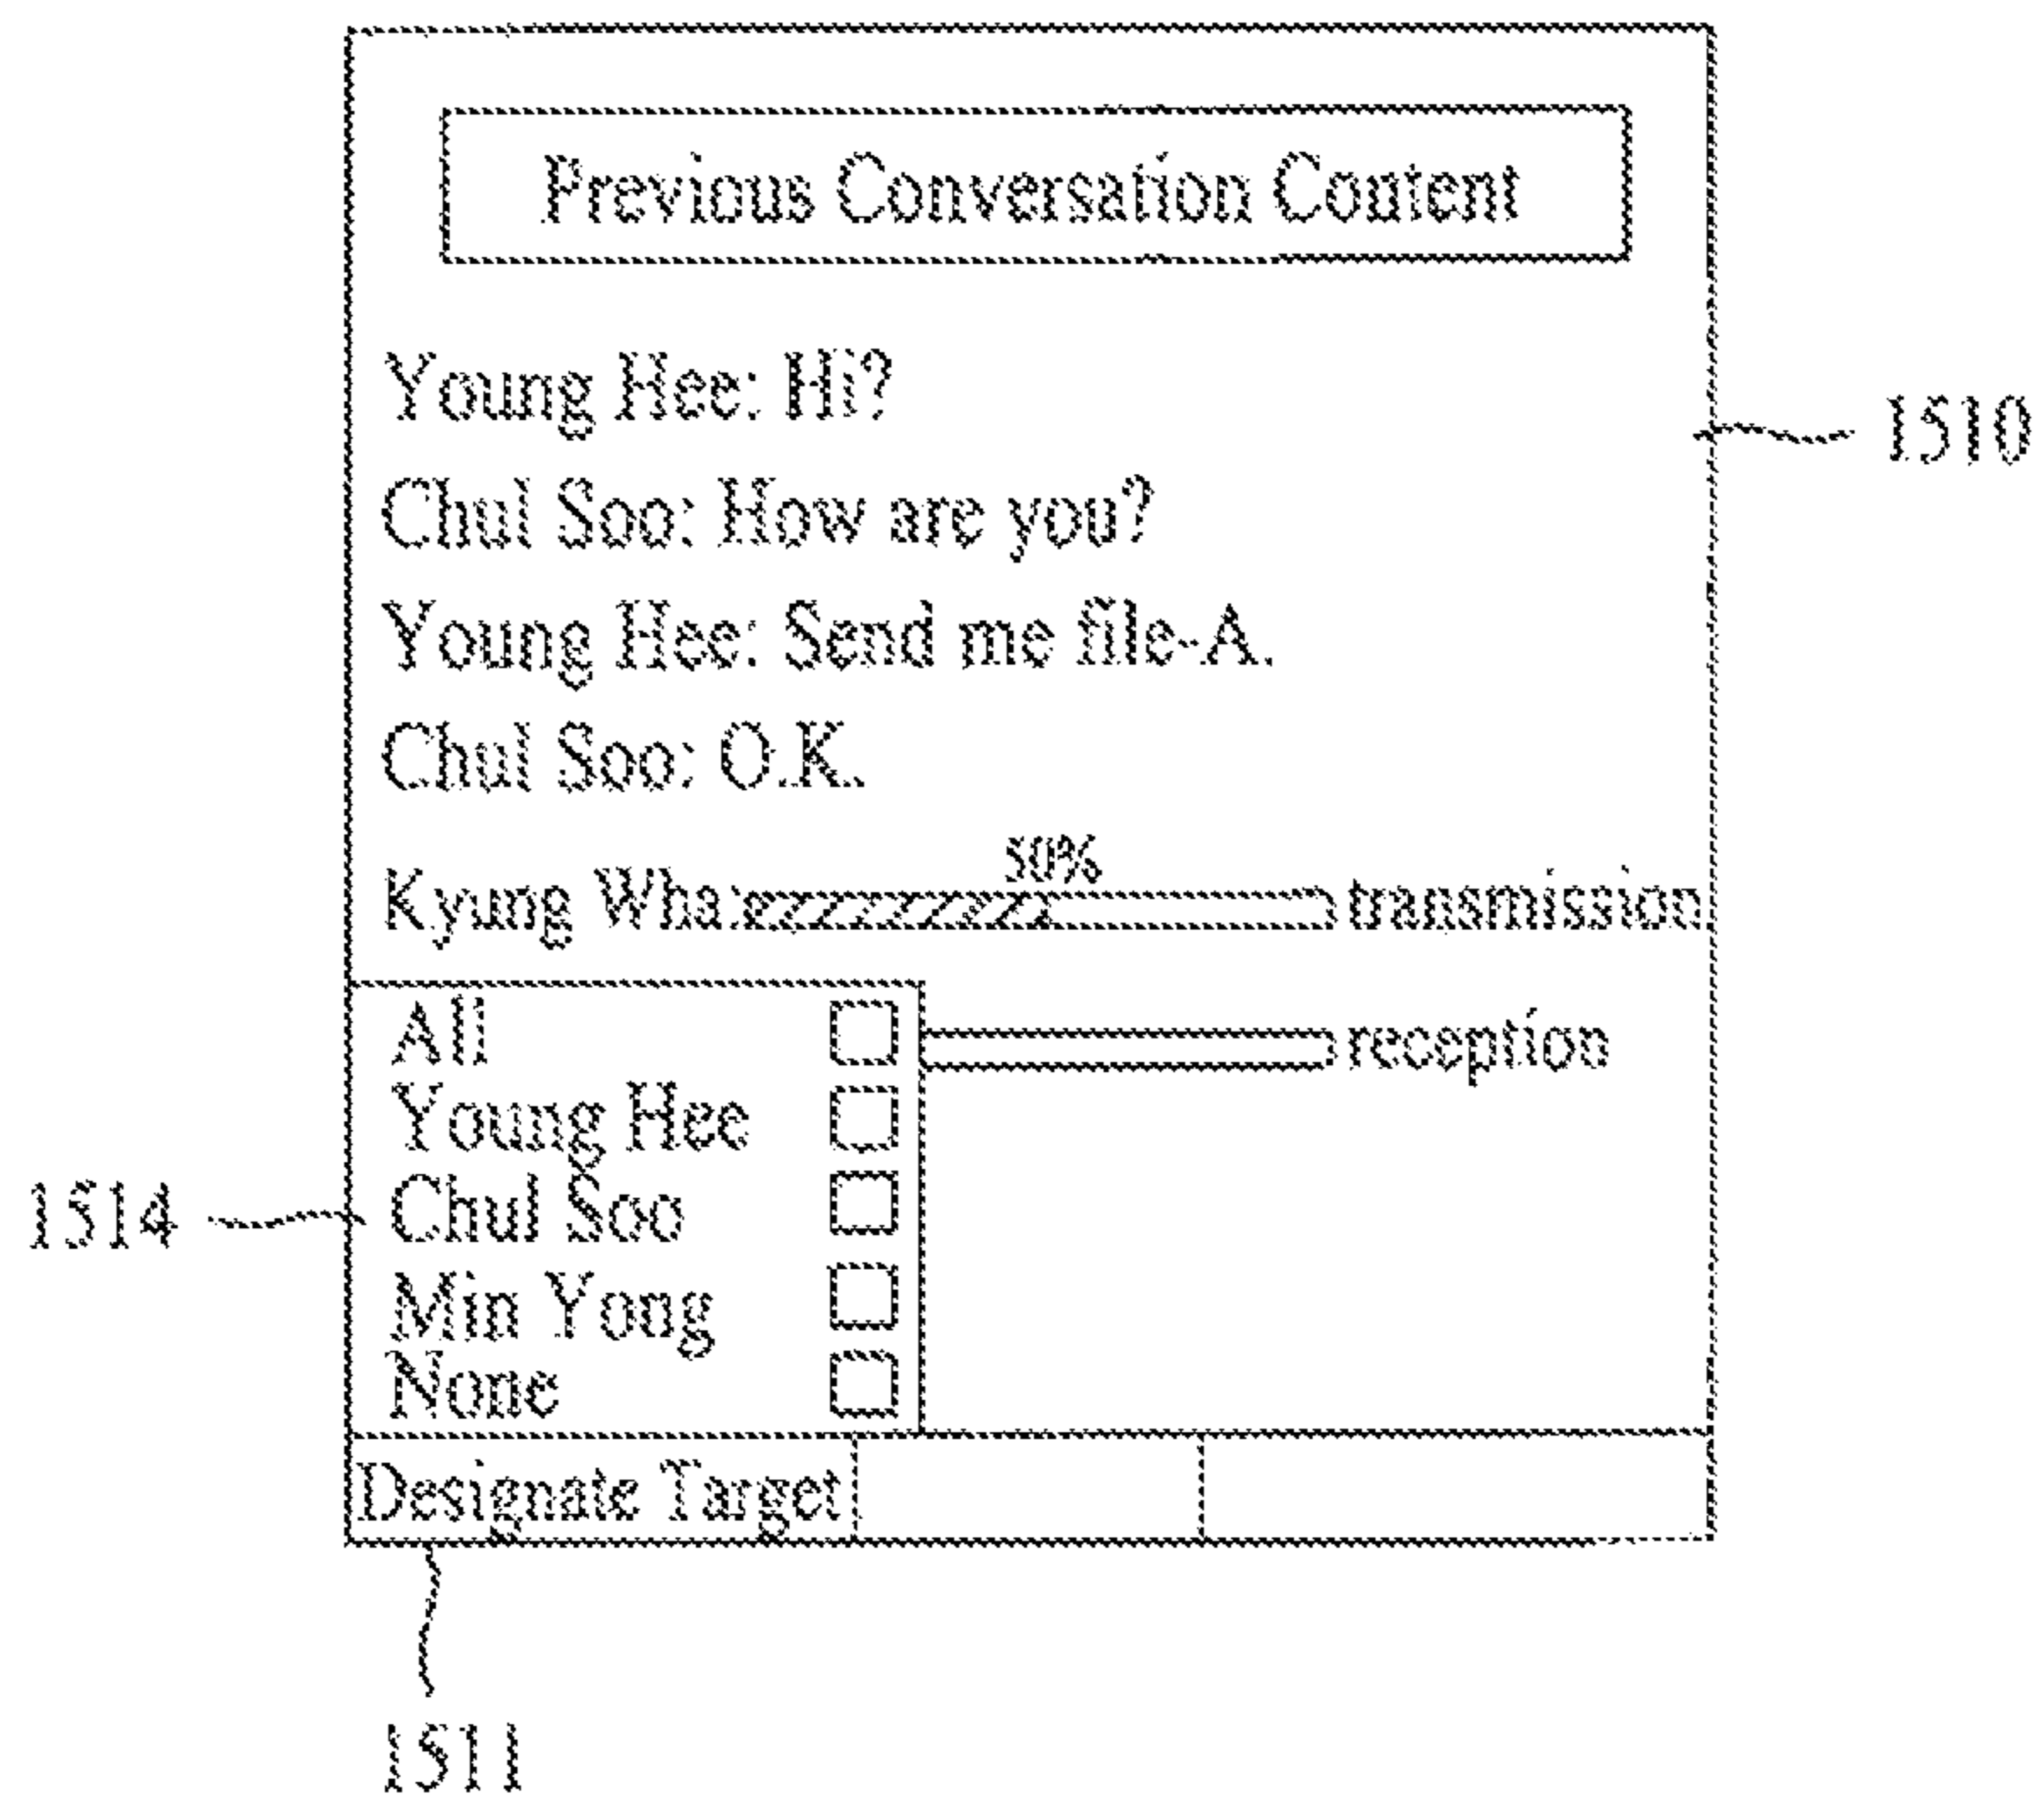 Previous Conversation Content
Young Hee: Hi?
1510
Chul Soo: How are you?
Young Hee: Send me file-A.
Chul Soo: O.K.
50%
Kyung Wha: transmission
All reception
Young Hee
1514
Chul Soo
Min Yong
None
Designate Target
1511